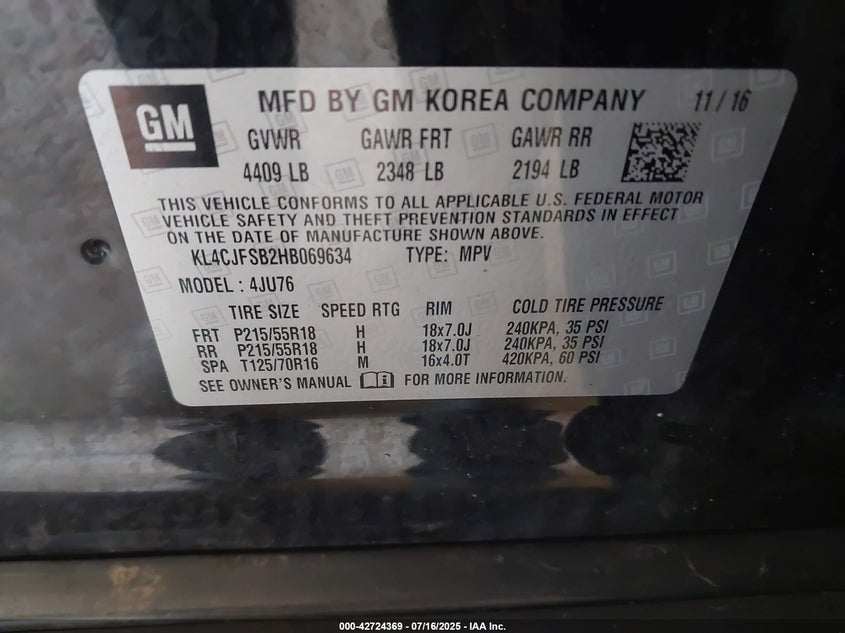 GM
MFD BY GM KOREA COMPANY 11/16
GVWR GAWR FRT GAWR RR
4409 LB 2348 LB 2194 LB
THIS VEHICLE CONFORMS TO ALL APPLICABLE U.S. FEDERAL MOTOR
VEHICLE SAFETY AND THEFT PREVENTION STANDARDS IN EFFECT
ON THE DATE OF MANUFACTURE SHOWN ABOVE.
KL4CJFSB2HB069634 TYPE: MPV
MODEL : 4JU76
TIRE SIZE SPEED RTG RIM COLD TIRE PRESSURE
FRT P215/55R18 H 18x7.0J 240KPA, 35 PSI
RR P215/55R18 H 18x7.0J 240KPA, 35 PSI
SPA T125/70R16 M 16x4.0T 420KPA, 60 PSI
SEE OWNER'S MANUAL FOR MORE INFORMATION.
000-42724369 - 07/16/2025 - IAA Inc.